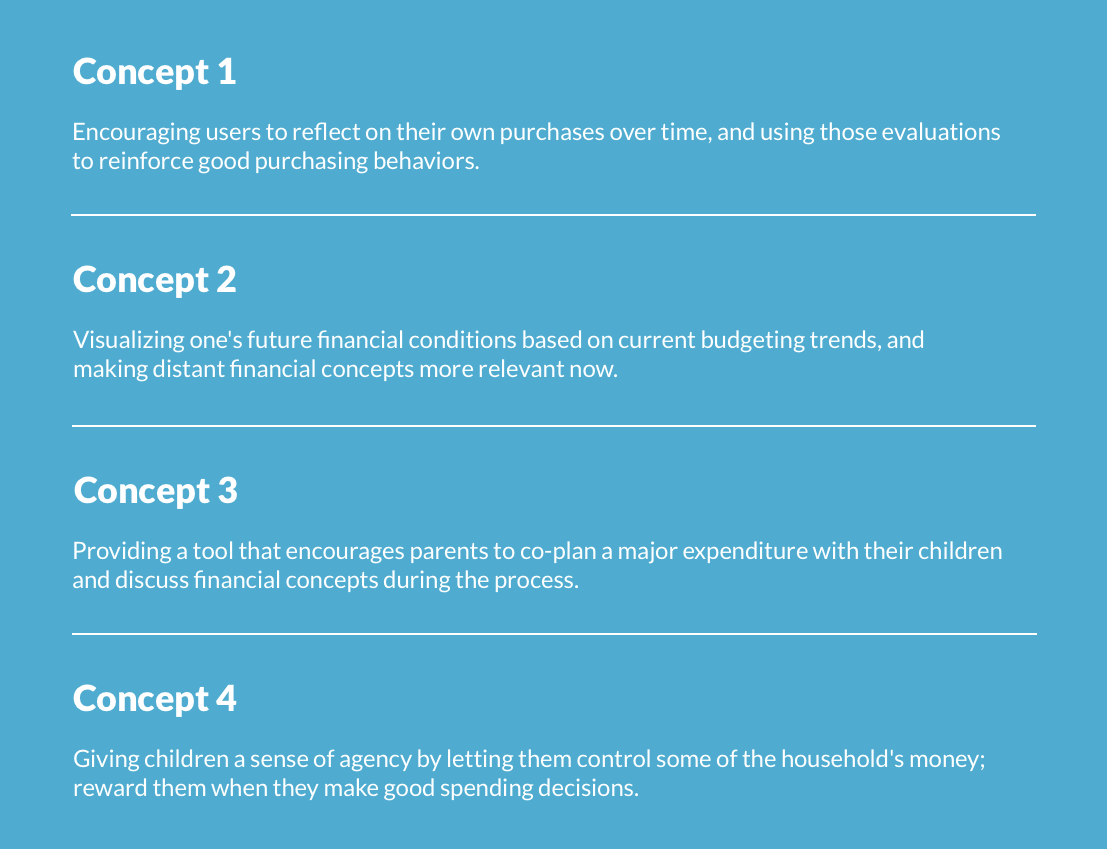 Concept 1
Encouraging users to reflect on their own purchases over time, and using those evaluations
to reinforce good purchasing behaviors.
Concept 2
Visualizing one's future financial conditions based on current budgeting trends, and
making distant financial concepts more relevant now.
Concept 3
Providing a tool that encourages parents to co-plan a major expenditure with their children
and discuss financial concepts during the process.
Concept 4
Giving children a sense of agency by letting them control some of the household's money;
reward them when they make good spending decisions.